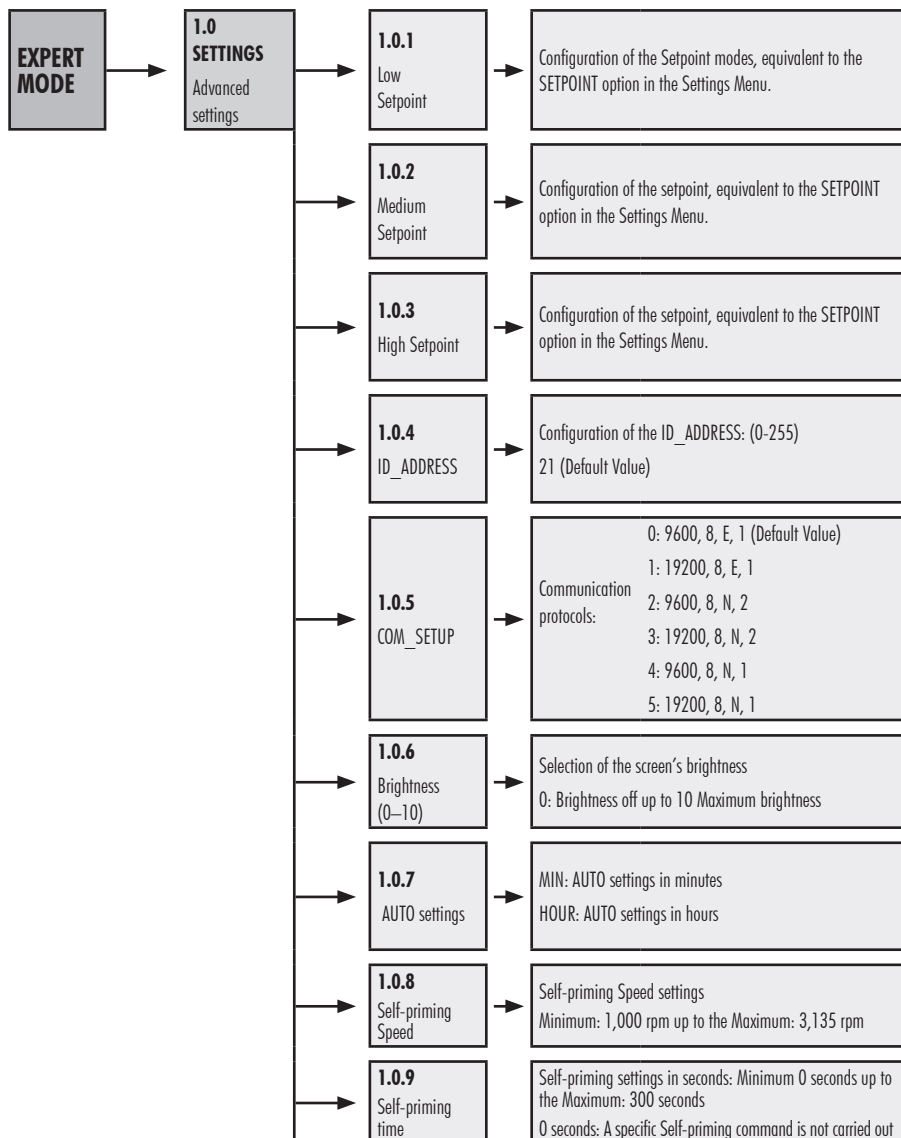 EXPERT
MODE
1.0
SETTINGS
Advanced
settings
1.0.1
Low
Setpoint
Configuration of the Setpoint modes, equivalent to the
SETPOINT option in the Settings Menu.
1.0.2
Medium
Setpoint
Configuration of the setpoint, equivalent to the SETPOINT
option in the Settings Menu.
1.0.3
High Setpoint
Configuration of the setpoint, equivalent to the SETPOINT
option in the Settings Menu.
1.0.4
ID_ADDRESS
Configuration of the ID_ADDRESS: (0-255)
21 (Default Value)
1.0.5
COM_SETUP
Communication
protocols:
0: 9600, 8, E, 1 (Default Value)
1: 19200, 8, E, 1
2: 9600, 8, N, 2
3: 19200, 8, N, 2
4: 9600, 8, N, 1
5: 19200, 8, N, 1
1.0.6
Brightness
(0–10)
Selection of the screen’s brightness
0: Brightness off up to 10 Maximum brightness
1.0.7
AUTO settings
MIN: AUTO settings in minutes
HOUR: AUTO settings in hours
1.0.8
Self-priming
Speed
Self-priming Speed settings
Minimum: 1,000 rpm up to the Maximum: 3,135 rpm
1.0.9
Self-priming
time
Self-priming settings in seconds: Minimum 0 seconds up to
the Maximum: 300 seconds
0 seconds: A specific Self-priming command is not carried out